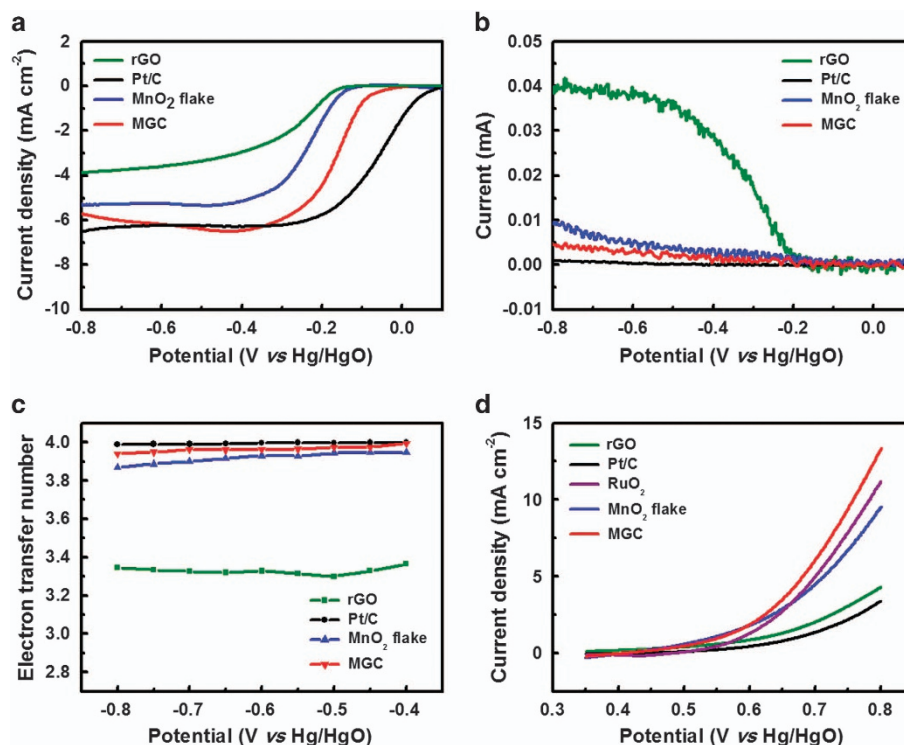 a
Current density (mA cm⁻²)
2
0
-2
-4
-6
-8
-10
rGO
Pt/C
MnO₂ flake
MGC
-0.8
-0.6
-0.4
-0.2
0.0
Potential (V vs Hg/HgO)
b
Current (mA)
0.05
0.04
0.03
0.02
0.01
0.00
-0.01
rGO
Pt/C
MnO₂ flake
MGC
-0.8
-0.6
-0.4
-0.2
0.0
Potential (V vs Hg/HgO)
c
Electron transfer number
4.0
3.8
3.6
3.4
3.2
3.0
2.8
rGO
Pt/C
MnO₂ flake
MGC
-0.8
-0.7
-0.6
-0.5
-0.4
Potential (V vs Hg/HgO)
d
Current density (mA cm⁻²)
15
10
5
0
rGO
Pt/C
RuO₂
MnO₂ flake
MGC
0.3
0.4
0.5
0.6
0.7
0.8
Potential (V vs Hg/HgO)